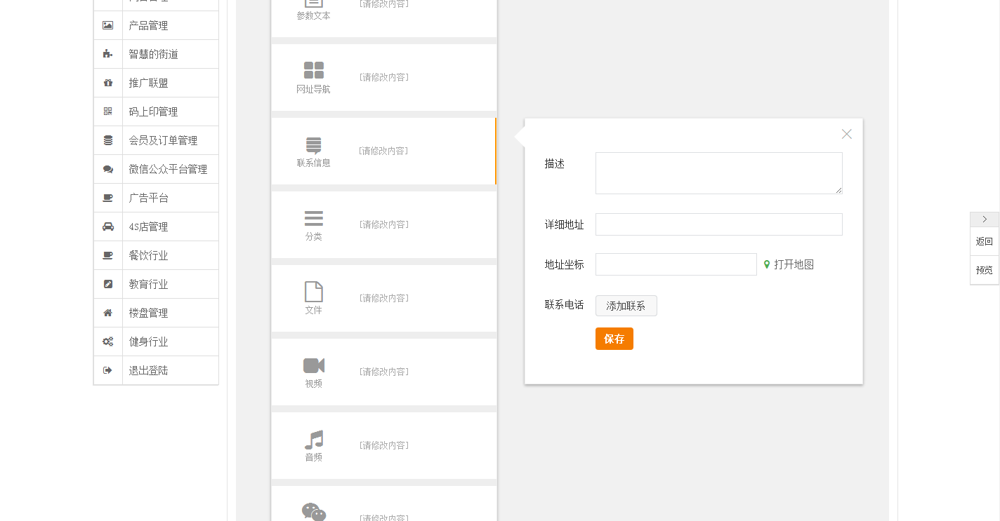 产品管理
智慧的街道
推广联盟
码上印管理
会员及订单管理
微信公众平台管理
广告平台
4S店管理
餐饮行业
教育行业
楼盘管理
健身行业
退出登陆
参数文本
[请修改内容]
网址导航
[请修改内容]
联系信息
[请修改内容]
分类
[请修改内容]
文件
[请修改内容]
视频
[请修改内容]
音频
[请修改内容]
[请修改内容]
描述
详细地址
地址坐标
打开地图
联系电话
添加联系
保存
返回
预览